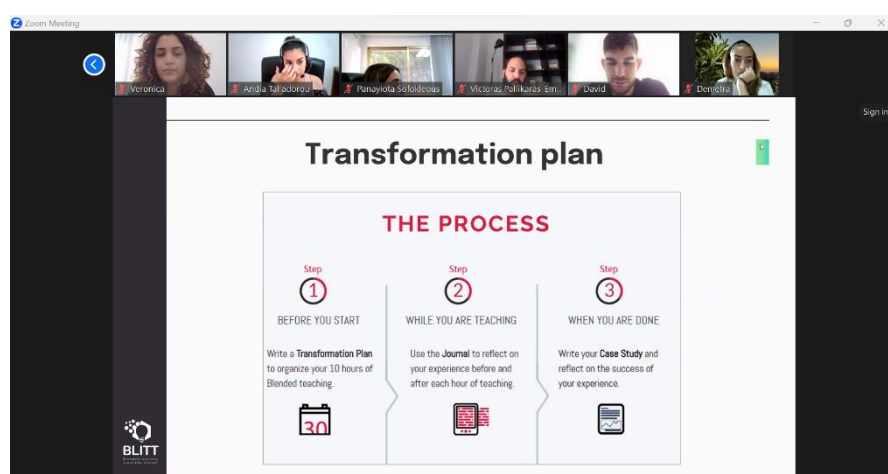 Zoom Meeting
Veronica
Andia Taliadorou
Panayiota Sofokleous
Victoras Pallikaras Em...
David
Demetra
Sign in
Transformation plan
THE PROCESS
Step
1
BEFORE YOU START
Write a Transformation Plan
to organize your 10 hours of
Blended teaching.
30
Step
2
WHILE YOU ARE TEACHING
Use the Journal to reflect on
your experience before and
after each hour of teaching.
Step
3
WHEN YOU ARE DONE
Write your Case Study and
reflect on the success of
your experience.
BLITT